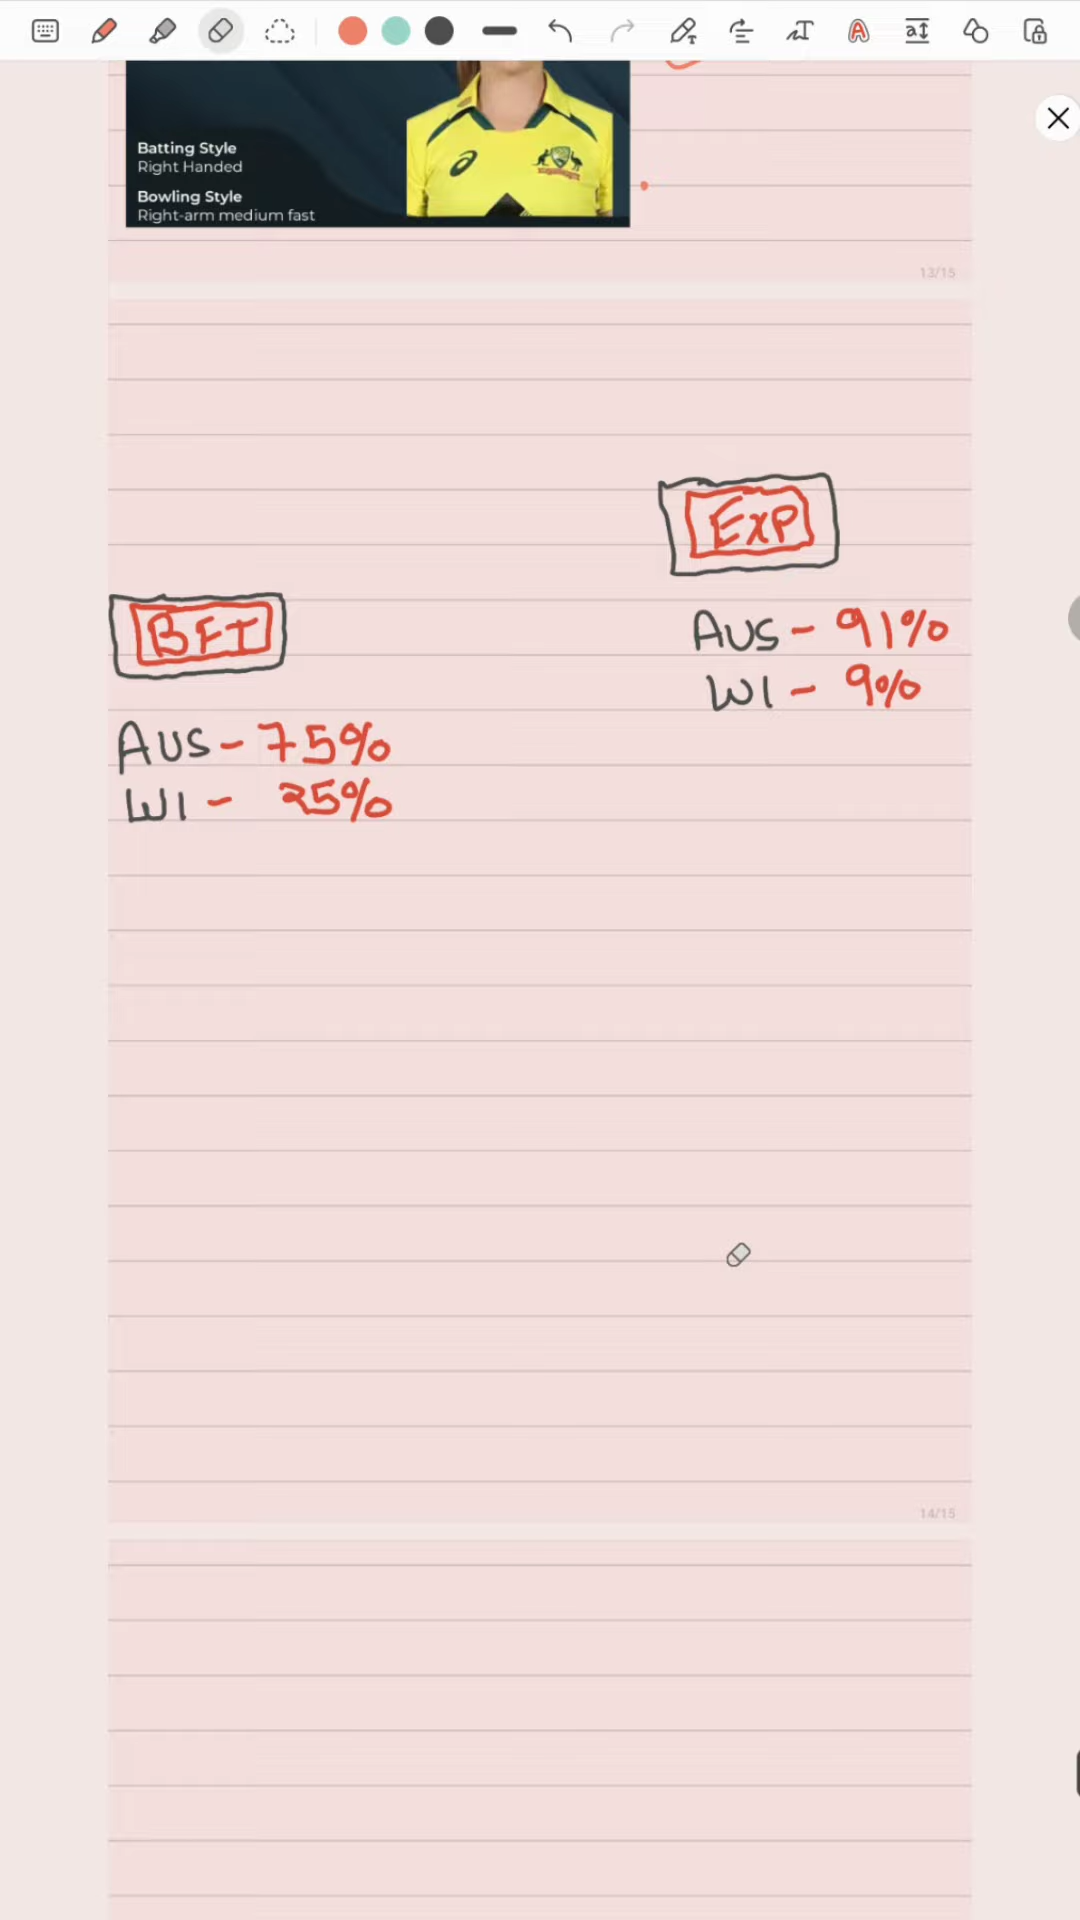 Batting Style
Right Handed
Bowling Style
Right-arm medium fast
13/15
EXP
AUS - 91%
WI - 9%
BFI
AUS - 75%
WI - 25%
14/15